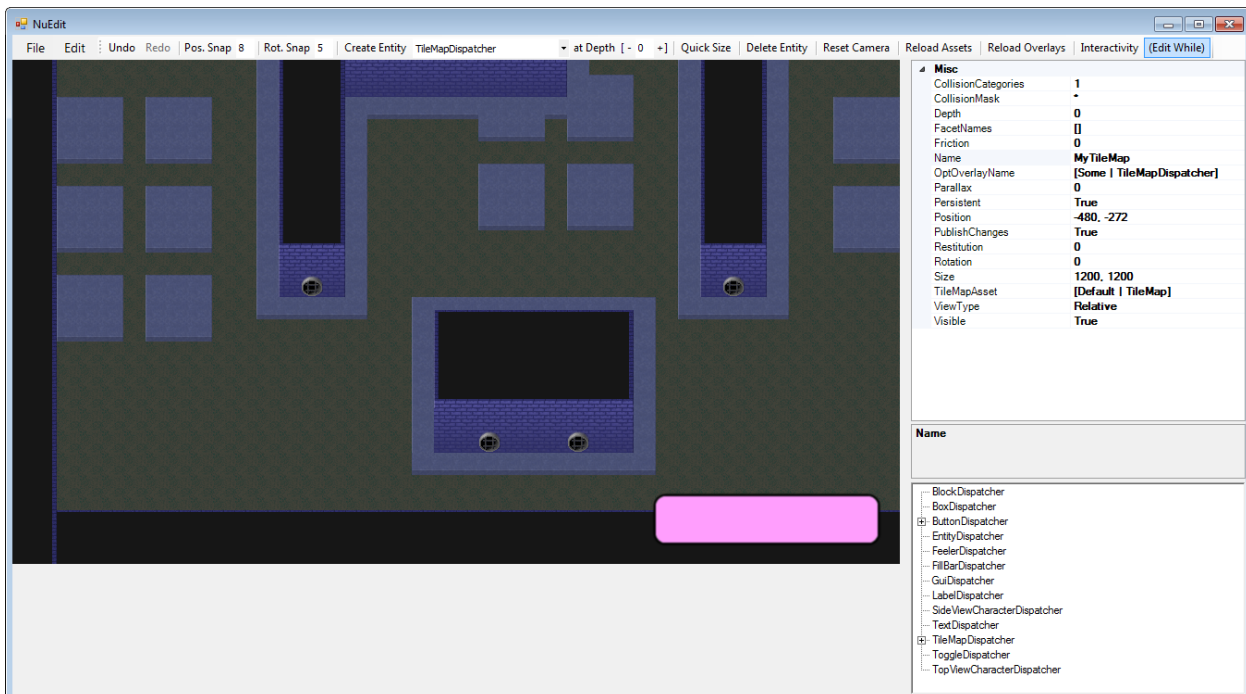 NuEdit
File Edit Undo Redo Pos. Snap 8 Rot. Snap 5 Create Entity TileMapDispatcher at Depth [ - 0 +] Quick Size Delete Entity Reset Camera Reload Assets Reload Overlays Interactivity (Edit While)
Misc
CollisionCategories 1
CollisionMask *
Depth 0
FacetNames []
Friction 0
Name MyTileMap
OptOverlayName [Some | TileMapDispatcher]
Parallax 0
Persistent True
Position -480, -272
PublishChanges True
Restitution 0
Rotation 0
Size 1200, 1200
TileMapAsset [Default | TileMap]
ViewType Relative
Visible True
Name
BlockDispatcher
BoxDispatcher
ButtonDispatcher
EntityDispatcher
FeelerDispatcher
FillBarDispatcher
GuiDispatcher
LabelDispatcher
SideViewCharacterDispatcher
TextDispatcher
TileMapDispatcher
ToggleDispatcher
TopViewCharacterDispatcher